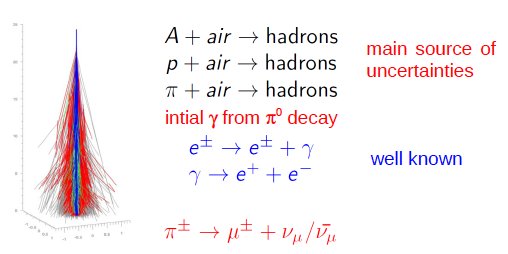 A + air → hadrons
p + air → hadrons
π + air → hadrons
main source of
uncertainties
intial γ from π⁰ decay
e± → e± + γ
γ → e⁺ + e⁻
well known
π± → μ± + ν_μ/ν̄_μ